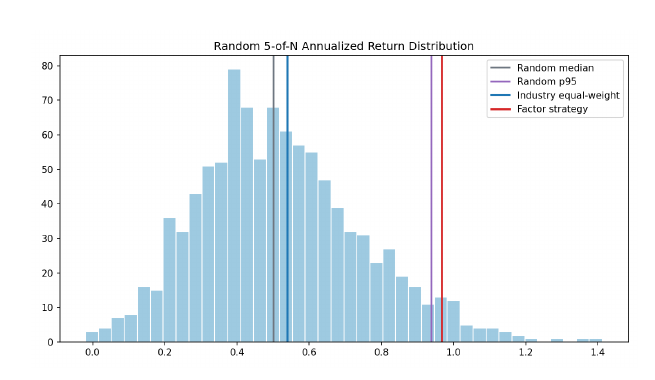 Random 5-of-N Annualized Return Distribution
80
70
60
50
40
30
20
10
0
0.0 0.2 0.4 0.6 0.8 1.0 1.2 1.4
Random median
Random p95
Industry equal-weight
Factor strategy